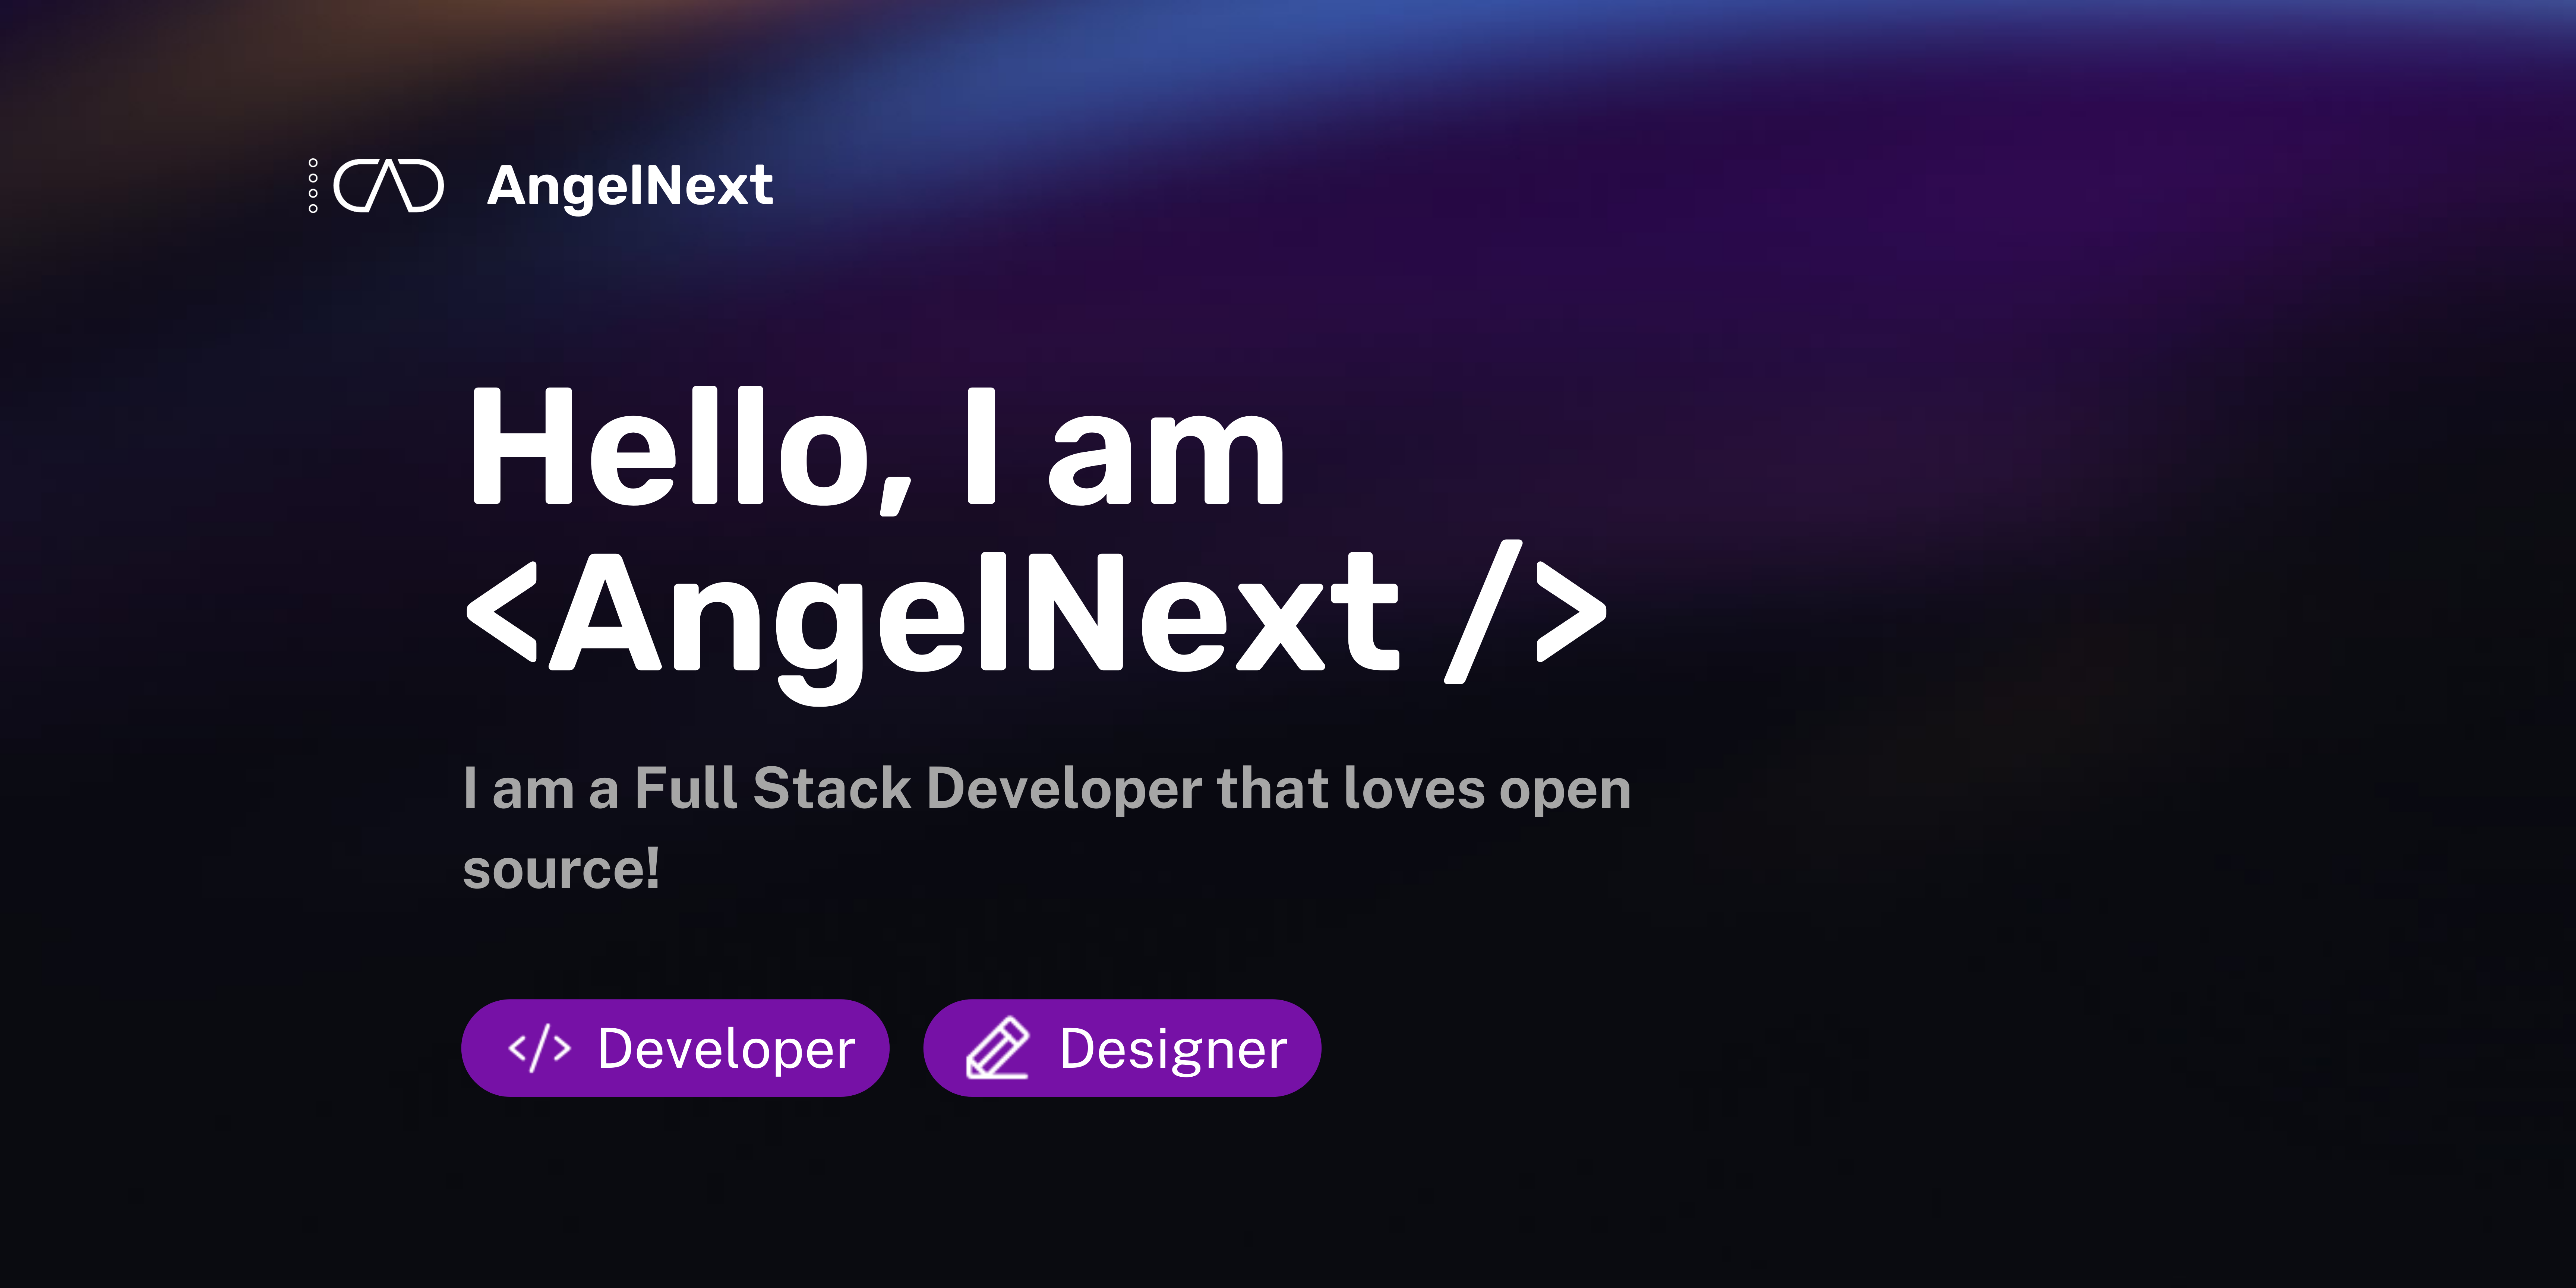 AngelNext
Hello, I am
<AngelNext />
I am a Full Stack Developer that loves open
source!
</> Developer
Designer